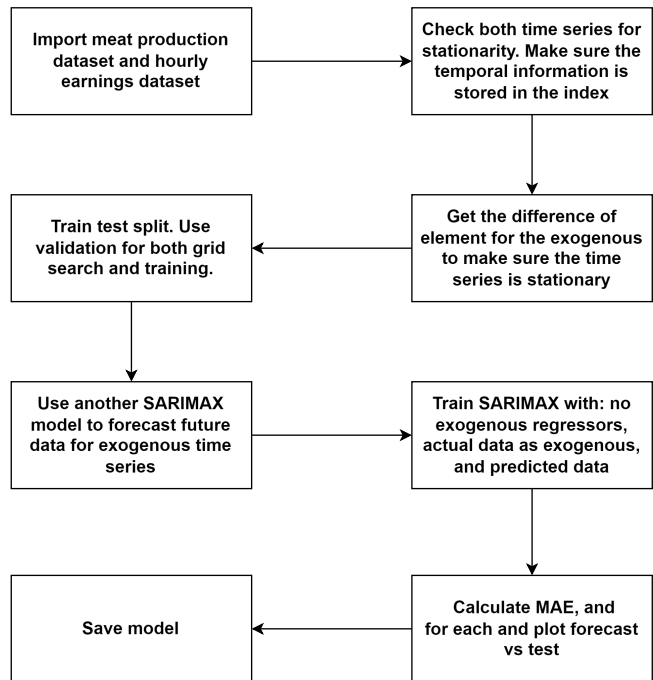 Import meat production
dataset and hourly
earnings dataset
Check both time series for
stationarity. Make sure the
temporal information is
stored in the index
Get the difference of
element for the exogenous
to make sure the time
series is stationary
Train test split. Use
validation for both grid
search and training.
Use another SARIMAX
model to forecast future
data for exogenous time
series
Train SARIMAX with: no
exogenous regressors,
actual data as exogenous,
and predicted data
Calculate MAE, and
for each and plot forecast
vs test
Save model